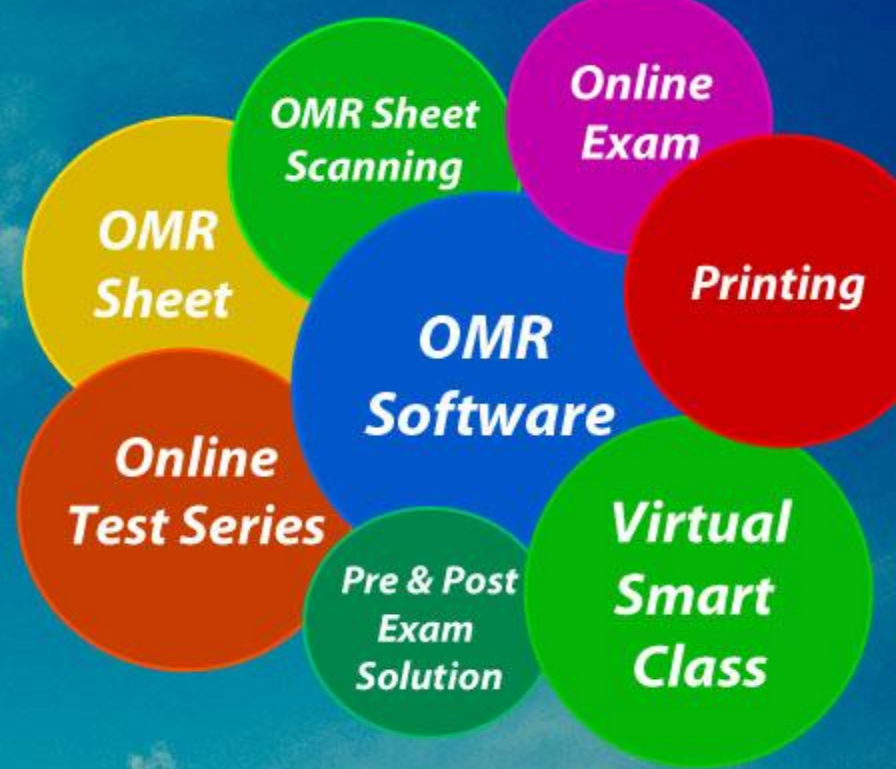 OMR Sheet
Scanning
Online
Exam
OMR
Sheet
Printing
OMR
Software
Online
Test Series
Virtual
Smart
Class
Pre & Post
Exam
Solution